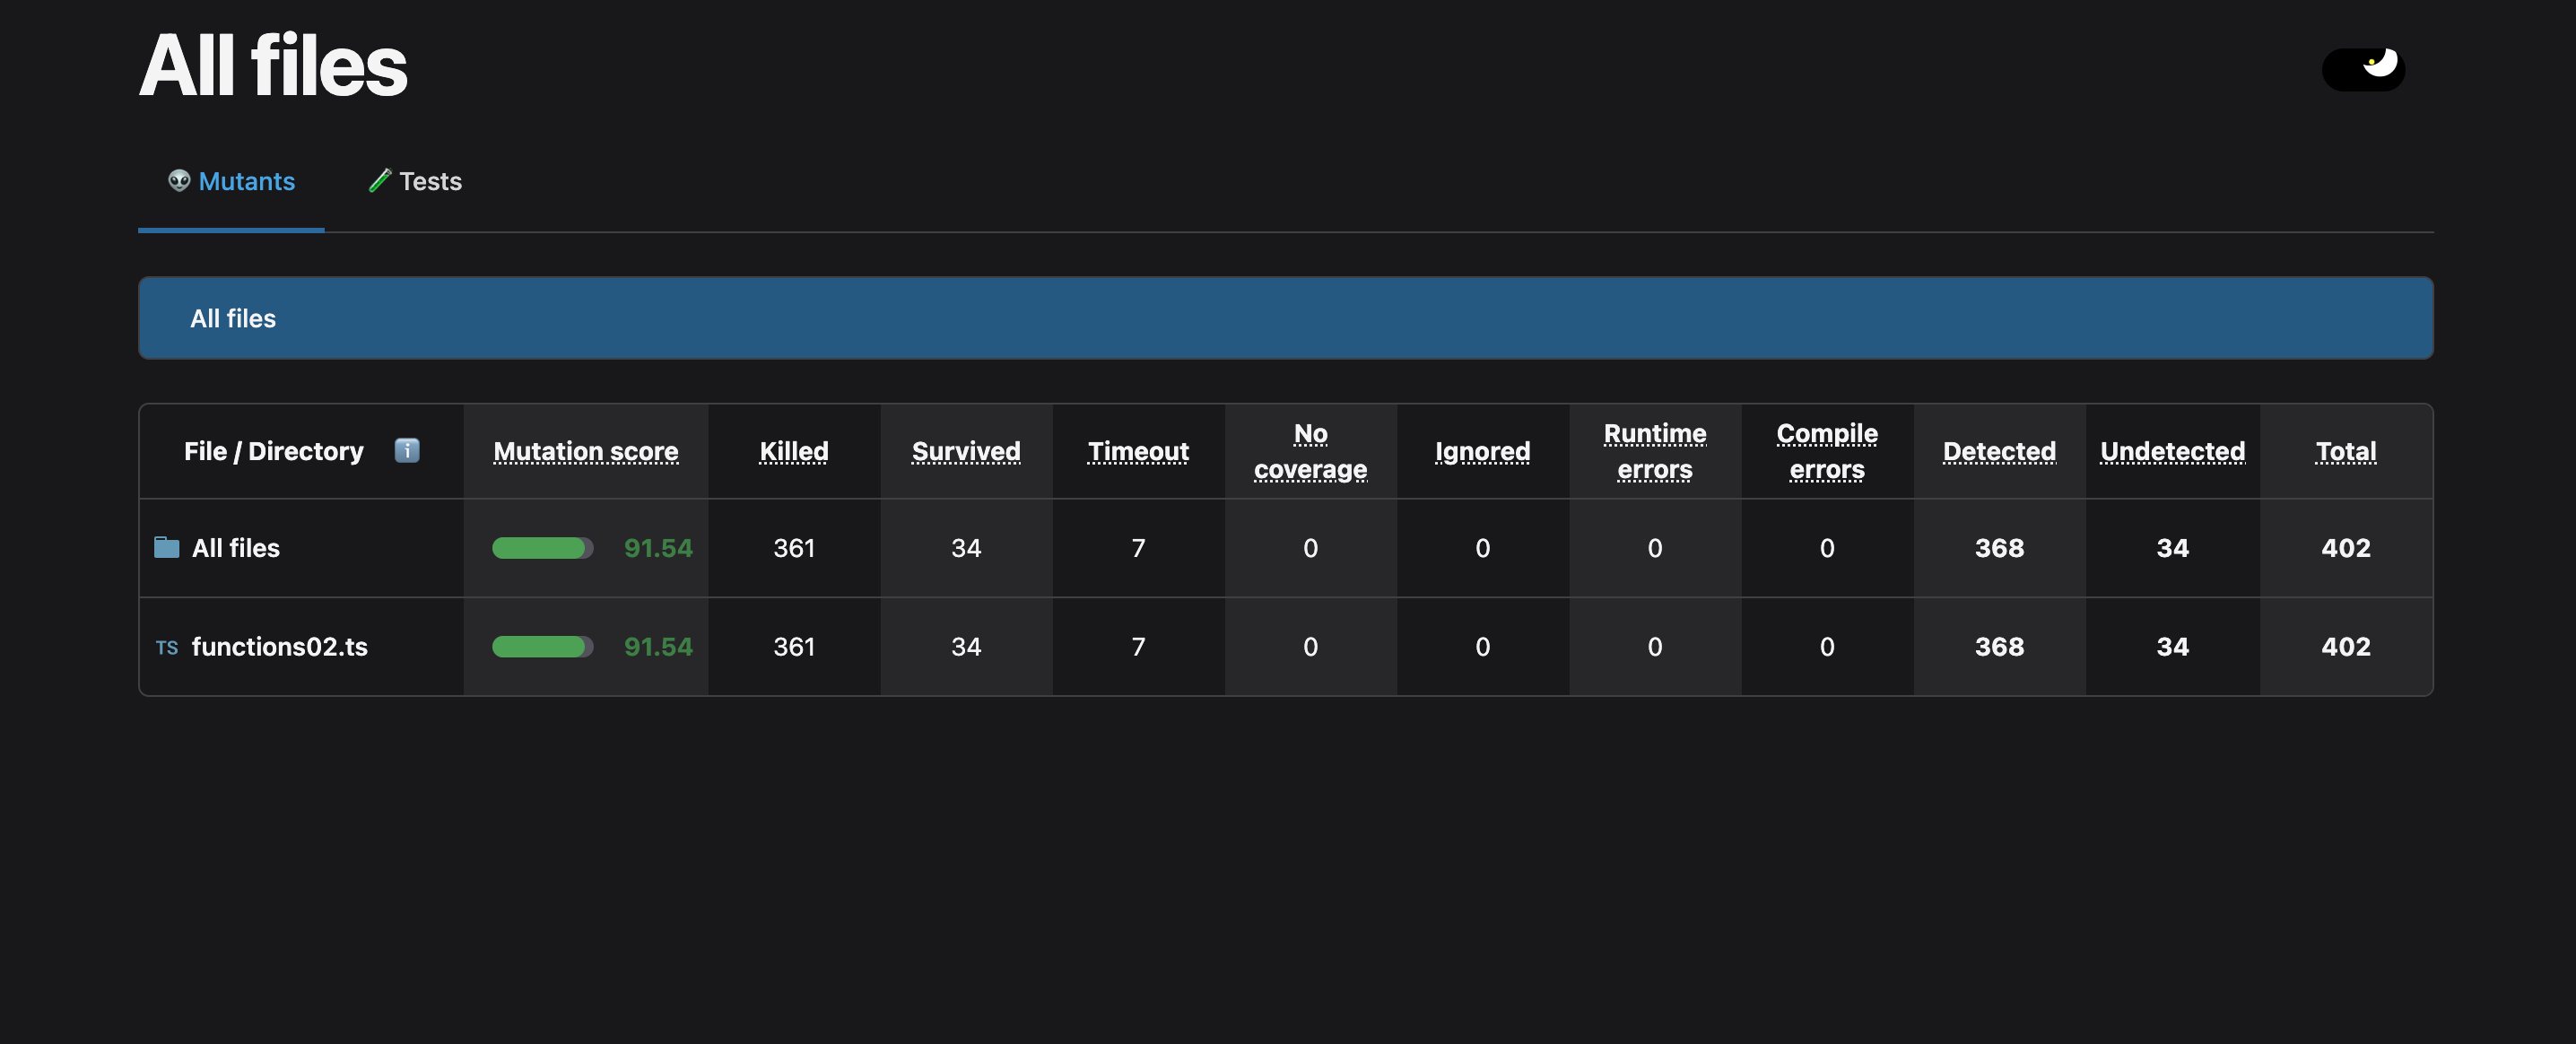 All files
👽 Mutants 🧪 Tests
All files
File / Directory ℹ️ Mutation score Killed Survived Timeout No coverage Ignored Runtime errors Compile errors Detected Undetected Total
All files 91.54 361 34 7 0 0 0 0 368 34 402
TS functions02.ts 91.54 361 34 7 0 0 0 0 368 34 402